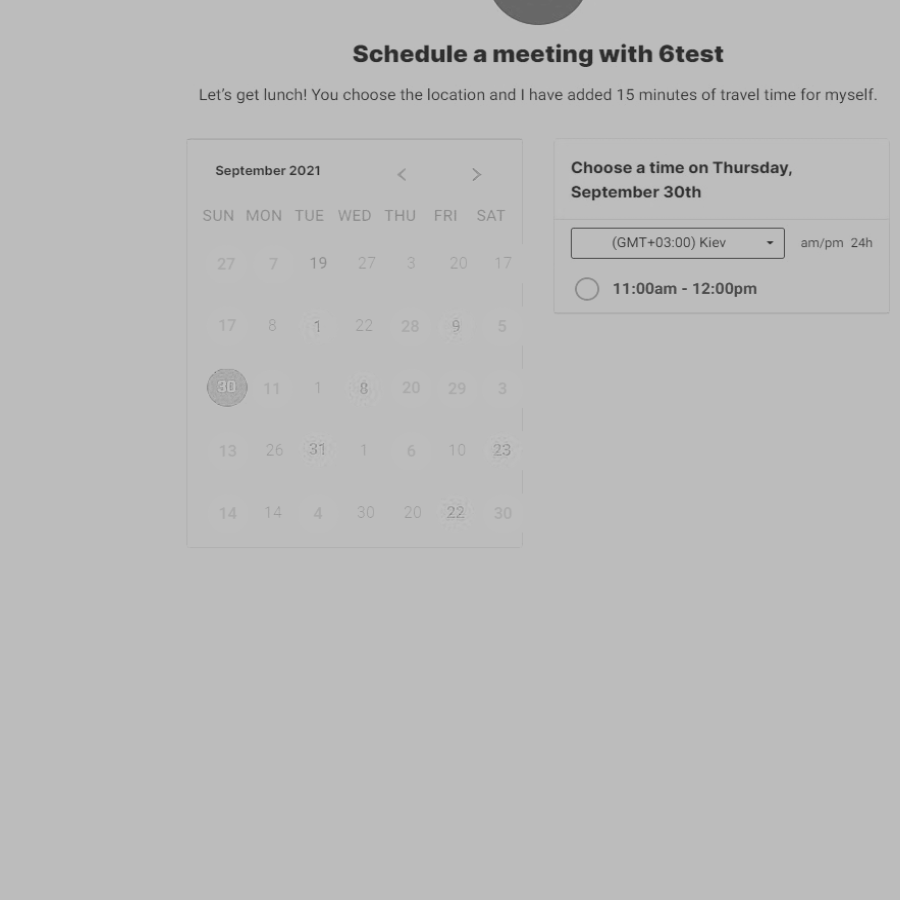 Schedule a meeting with 6test
Let's get lunch! You choose the location and I have added 15 minutes of travel time for myself.
September 2021
SUN MON TUE WED THU FRI SAT
27 7 19 27 3 20 17
17 8 1 22 28 9 5
30 11 1 8 20 29 3
13 26 31 1 6 10 23
14 14 4 30 20 22 30
Choose a time on Thursday,
September 30th
(GMT+03:00) Kiev am/pm 24h
11:00am - 12:00pm